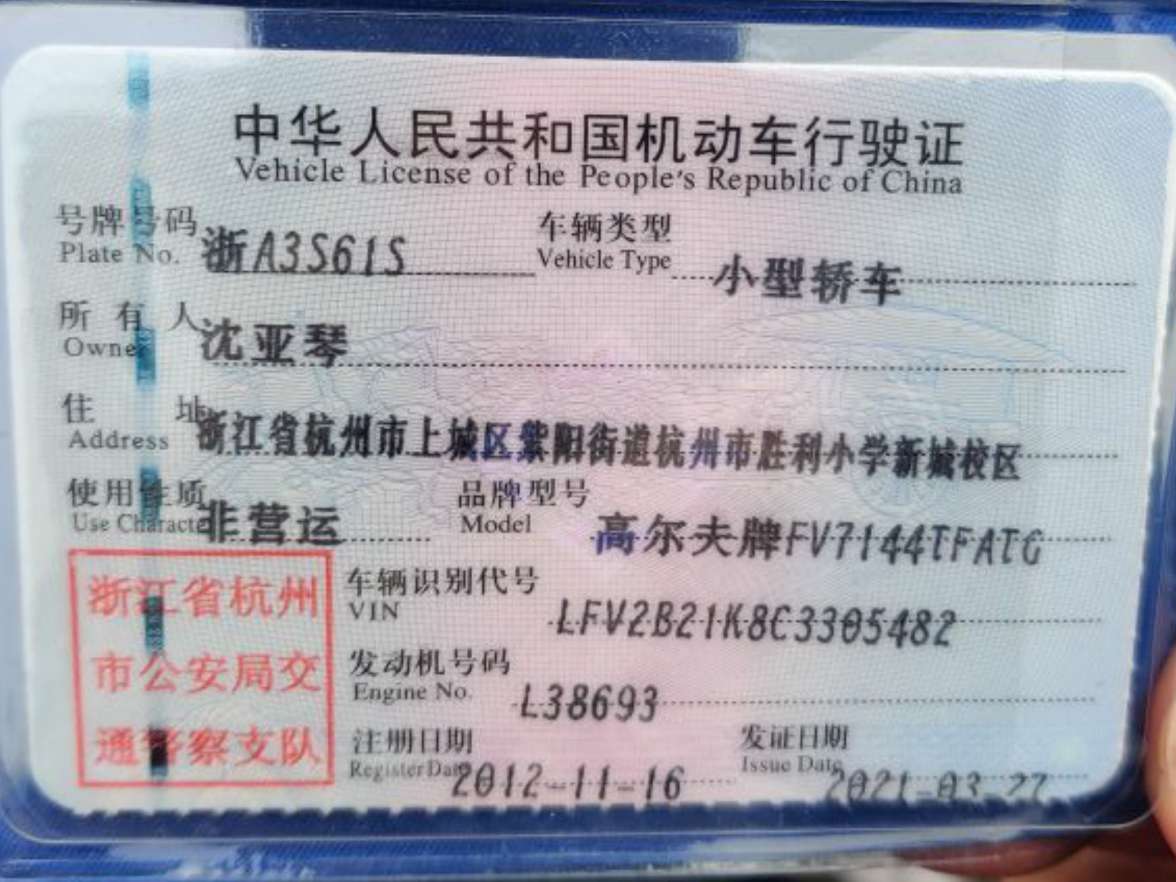 中华人民共和国机动车行驶证
Vehicle License of the People's Republic of China
号牌号码 浙A3S61S 车辆类型 小型轿车
Plate No. Vehicle Type
所有人 沈亚琴
Owner
住址 浙江省杭州市上城区紫阳街道杭州市胜利小学新城校区
Address
使用性质 非营运 品牌型号 高尔夫牌FV7144TFATG
Use Character Model
浙江省杭州
市公安局交
通警察支队
车辆识别代号 LFV2B21K8C3305482
VIN
发动机号码 L38693
Engine No.
注册日期 2012-11-16 发证日期 2021-03-27
Register Date Issue Date